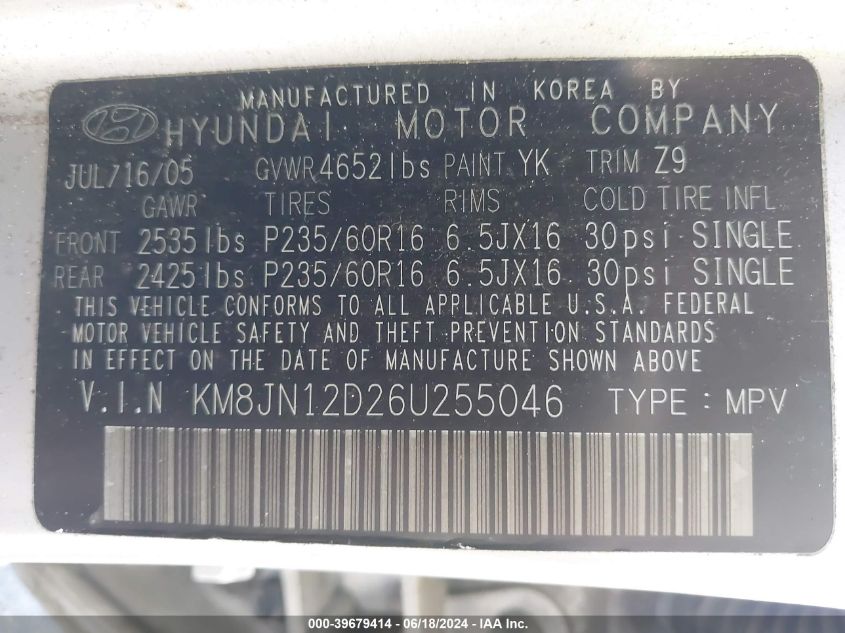 MANUFACTURED IN KOREA BY
HYUNDAI MOTOR COMPANY
JUL/16/05 GVWR 4652lbs PAINT YK TRIM Z9
GAWR TIRES RIMS COLD TIRE INFL
FRONT 2535lbs P235/60R16 6.5JX16 30psi SINGLE
REAR 2425lbs P235/60R16 6.5JX16 30psi SINGLE
THIS VEHICLE CONFORMS TO ALL APPLICABLE U.S.A. FEDERAL
MOTOR VEHICLE SAFETY AND THEFT PREVENTION STANDARDS
IN EFFECT ON THE DATE OF MANUFACTURE SHOWN ABOVE
V.I.N KM8JN12D26U255046 TYPE : MPV
000-39679414 - 06/18/2024 - IAA Inc.